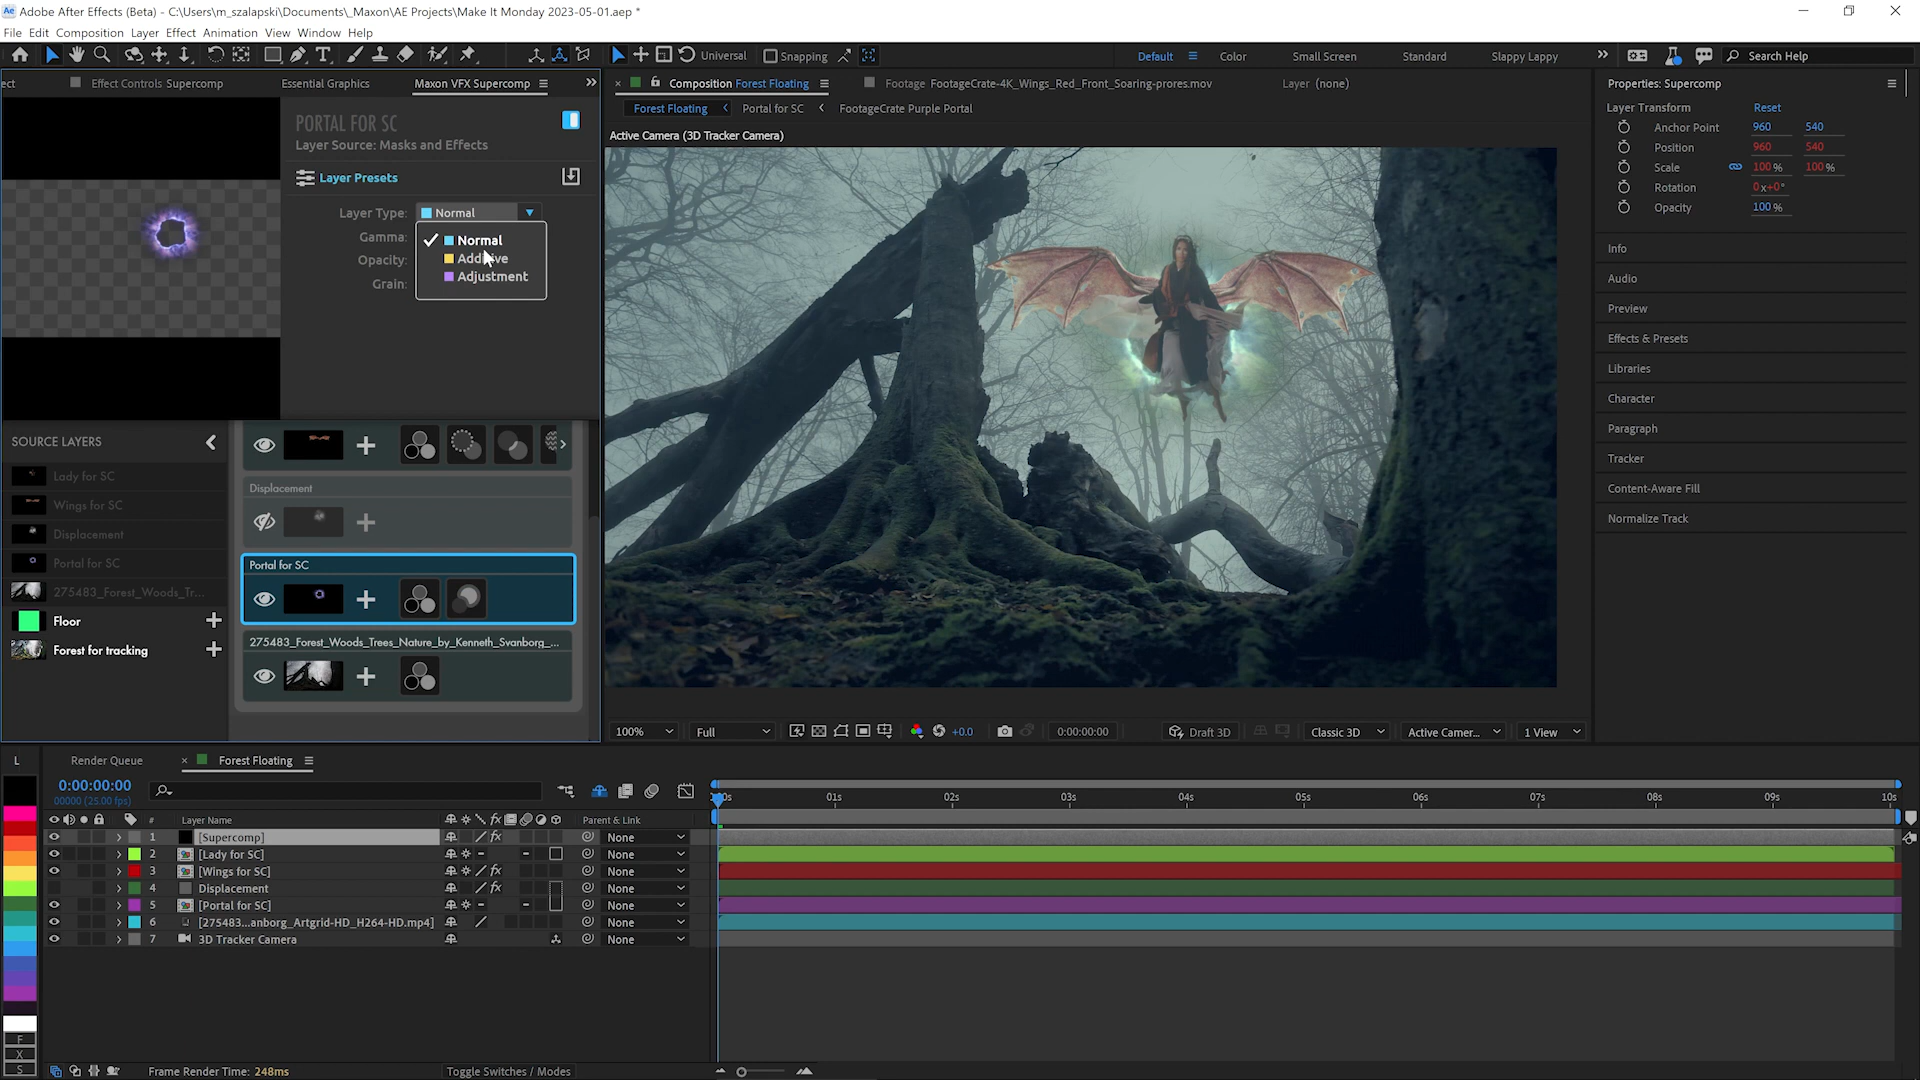 Ae Adobe After Effects (Beta) - C:\Users\m_szalapski\Documents\_Maxon\AE Projects\Make It Monday 2023-05-01.aep *
File Edit Composition Layer Effect Animation View Window Help
Universal Snapping Default Color Small Screen Standard Slappy Lappy Search Help
ect Effect Controls Supercomp Essential Graphics Maxon VFX Supercomp
Composition Forest Floating Footage FootageCrate-4K_Wings_Red_Front_Soaring-prores.mov Layer (none)
Forest Floating Portal for SC FootageCrate Purple Portal
Active Camera (3D Tracker Camera)
PORTAL FOR SC
Layer Source: Masks and Effects
Layer Presets
Layer Type: Normal
Gamma:
Opacity:
Grain:
Normal
Adjustment
SOURCE LAYERS
Lady for SC
Wings for SC
Displacement
Portal for SC
275483_Forest_Woods_Tr...
Floor
Forest for tracking
Displacement
Portal for SC
275483_Forest_Woods_Trees_Nature_by_Kenneth_Svanborg_...
100% Full +0.0 0:00:00:00 Draft 3D Classic 3D Active Camer... 1 View
Properties: Supercomp
Layer Transform Reset
Anchor Point 960 540
Position 960 540
Scale 100 % 100 %
Rotation 0x+0°
Opacity 100 %
Info
Audio
Preview
Effects & Presets
Libraries
Character
Paragraph
Tracker
Content-Aware Fill
Normalize Track
L Render Queue × Forest Floating
0:00:00:00
00000 (25.00 fps)
01s 02s 03s 04s 05s 06s 07s 08s 09s 10s
# Layer Name fx Parent & Link
1 [Supercomp] fx None
2 [Lady for SC] None
3 [Wings for SC] fx None
4 Displacement fx None
5 [Portal for SC] None
6 [275483...anborg_Artgrid-HD_H264-HD.mp4] None
7 3D Tracker Camera None
F
X
S
Frame Render Time: 248ms Toggle Switches / Modes